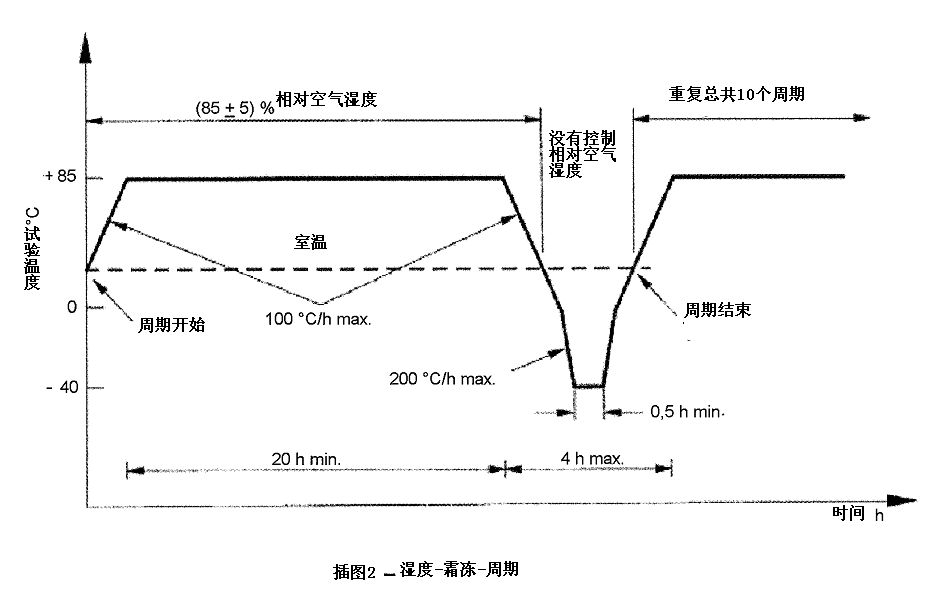 (85 ± 5) % 相对空气湿度
重复总共10个周期
没有控制
相对空气
湿度
+ 85
试验温度°C
室温
0
周期开始
100 °C/h max.
周期结束
200 °C/h max.
- 40
0,5 h min.
20 h min.
4 h max.
时间 h
插图2 – 湿度-霜冻-周期